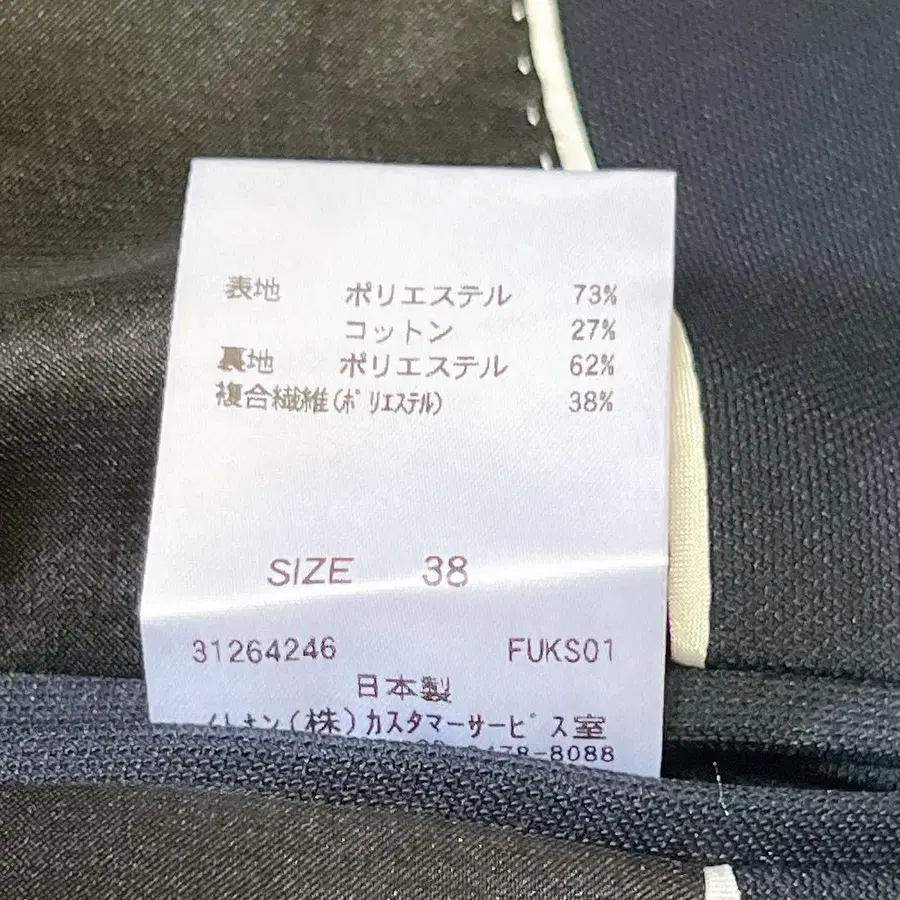 表地 ポリエステル 73%
コットン 27%
裏地 ポリエステル 62%
複合繊維(ポリエステル) 38%
SIZE 38
31264246 FUKS01
日本製
(株)カスタマーサービス室
8-8088